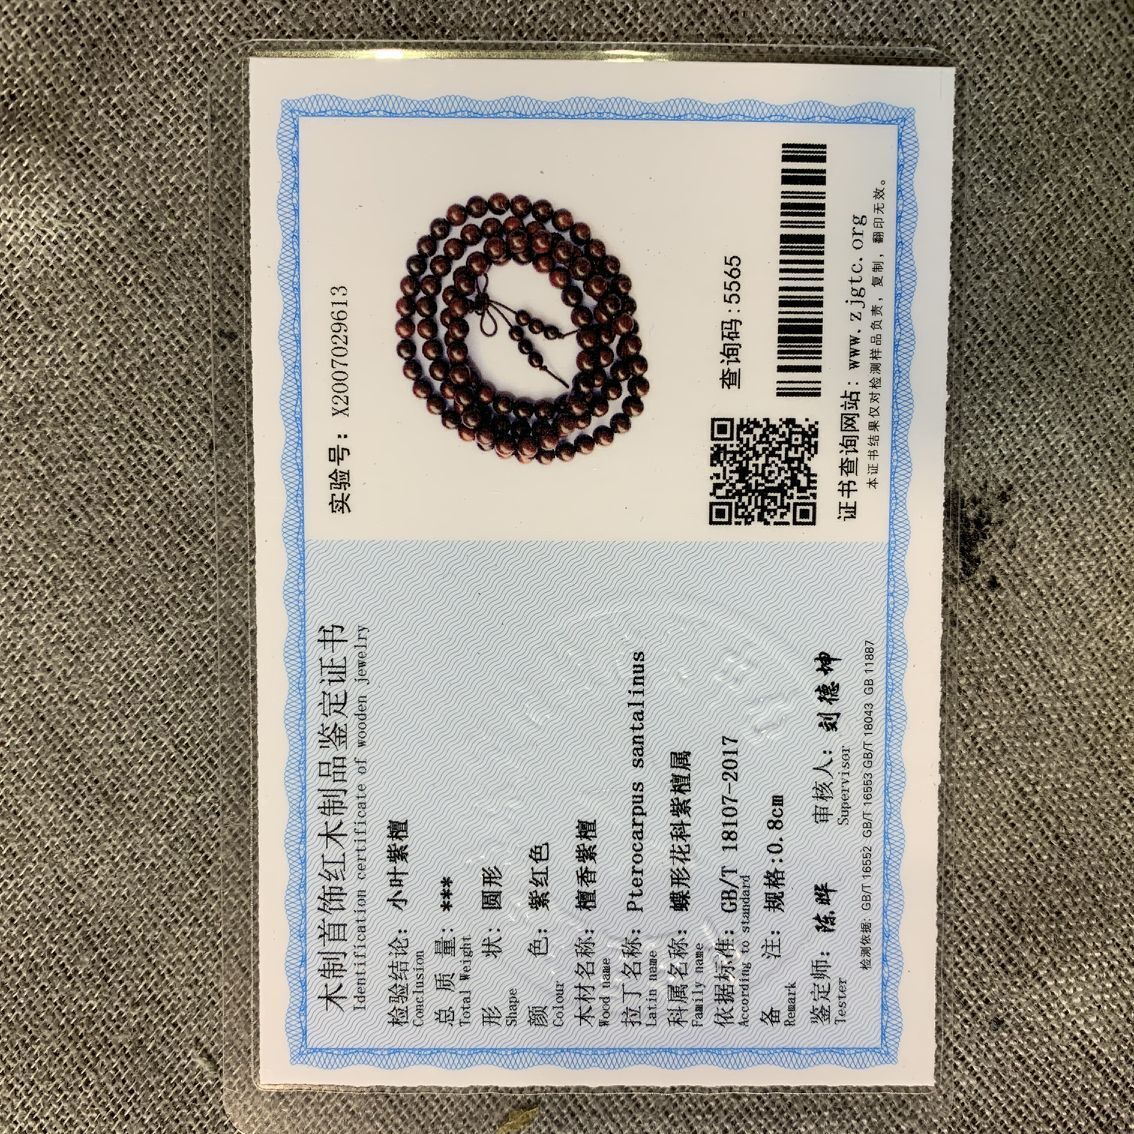 木制首饰红木制品鉴定证书
Identification certificate of wooden jewelry
检验结论: 小叶紫檀
Conclusion
总 质 量: ***
Total Weight
形 状: 圆形
Shape
颜 色: 紫红色
Colour
木材名称: 檀香紫檀
Wood name
拉丁名称: Pterocarpus santalinus
Latin name
科属名称: 蝶形花科紫檀属
Family name
依据标准: GB/T 18107-2017
According to standard
备 注: 规格:0.8cm
Remark
鉴定师: 陈晔 审核人: 刘德坤
Tester Supervisor
检测依据: GB/T 16552 GB/T 16553 GB/T 18043 GB 11887
实验号: X2007029613
查询码:5565
证书查询网站: www.zjgtc.org
本证书结果仅对检测样品负责, 复制, 翻印无效。